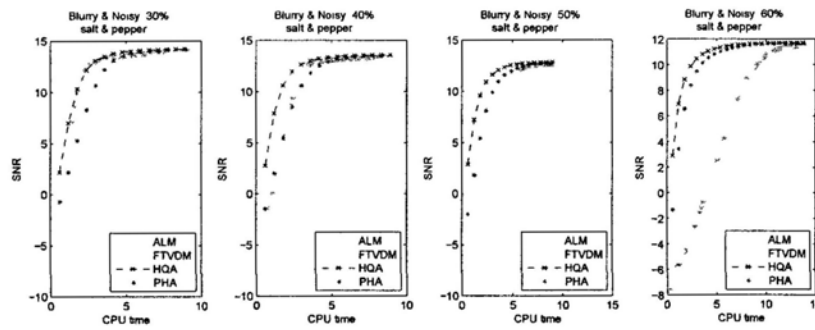 Blurry & Noisy 30%
salt & pepper
15
10
5
0
−5
−10
SNR
0
5
10
CPU time
ALM
FTVDM
HQA
PHA
Blurry & Noisy 40%
salt & pepper
15
10
5
0
−5
−10
SNR
0
5
10
CPU time
ALM
FTVDM
HQA
PHA
Blurry & Noisy 50%
salt & pepper
15
10
5
0
−5
−10
SNR
0
5
10
15
CPU time
ALM
FTVDM
HQA
PHA
Blurry & Noisy 60%
salt & pepper
12
10
8
6
4
2
0
−2
−4
−6
−8
SNR
0
5
10
CPU time
ALM
FTVDM
HQA
PHA